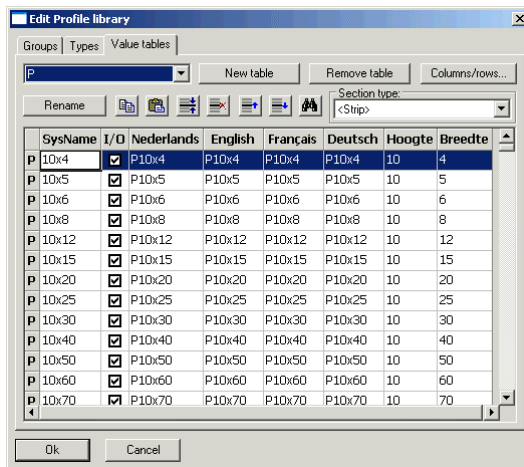 Edit Profile library
Groups Types Value tables
P New table Remove table Columns/rows...
Rename Section type:
<Strip>
SysName I/O Nederlands English Français Deutsch Hoogte Breedte
P 10x4 P10x4 P10x4 P10x4 P10x4 10 4
P 10x5 P10x5 P10x5 P10x5 P10x5 10 5
P 10x6 P10x6 P10x6 P10x6 P10x6 10 6
P 10x8 P10x8 P10x8 P10x8 P10x8 10 8
P 10x12 P10x12 P10x12 P10x12 P10x12 10 12
P 10x15 P10x15 P10x15 P10x15 P10x15 10 15
P 10x20 P10x20 P10x20 P10x20 P10x20 10 20
P 10x25 P10x25 P10x25 P10x25 P10x25 10 25
P 10x30 P10x30 P10x30 P10x30 P10x30 10 30
P 10x40 P10x40 P10x40 P10x40 P10x40 10 40
P 10x50 P10x50 P10x50 P10x50 P10x50 10 50
P 10x60 P10x60 P10x60 P10x60 P10x60 10 60
P 10x70 P10x70 P10x70 P10x70 P10x70 10 70
Ok Cancel